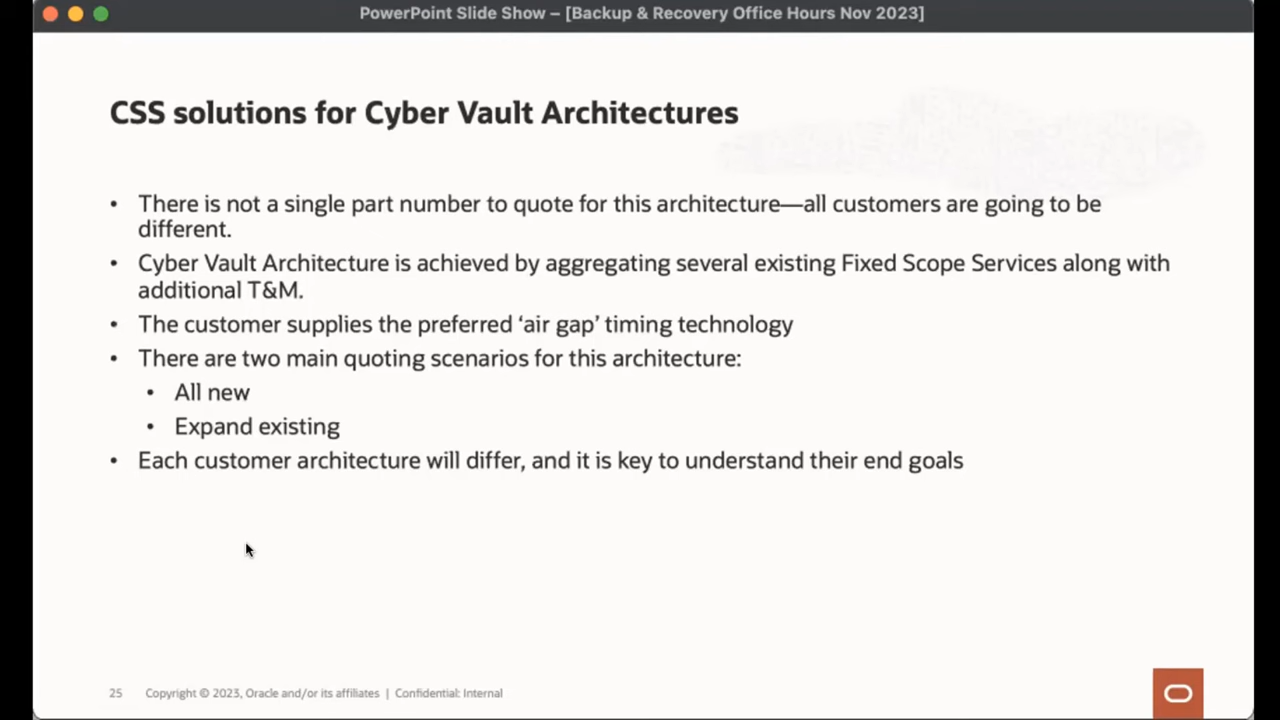 PowerPoint Slide Show – [Backup & Recovery Office Hours Nov 2023]
CSS solutions for Cyber Vault Architectures
• There is not a single part number to quote for this architecture—all customers are going to be
different.
• Cyber Vault Architecture is achieved by aggregating several existing Fixed Scope Services along with
additional T&M.
• The customer supplies the preferred ‘air gap’ timing technology
• There are two main quoting scenarios for this architecture:
• All new
• Expand existing
• Each customer architecture will differ, and it is key to understand their end goals
25 Copyright © 2023, Oracle and/or its affiliates | Confidential: Internal